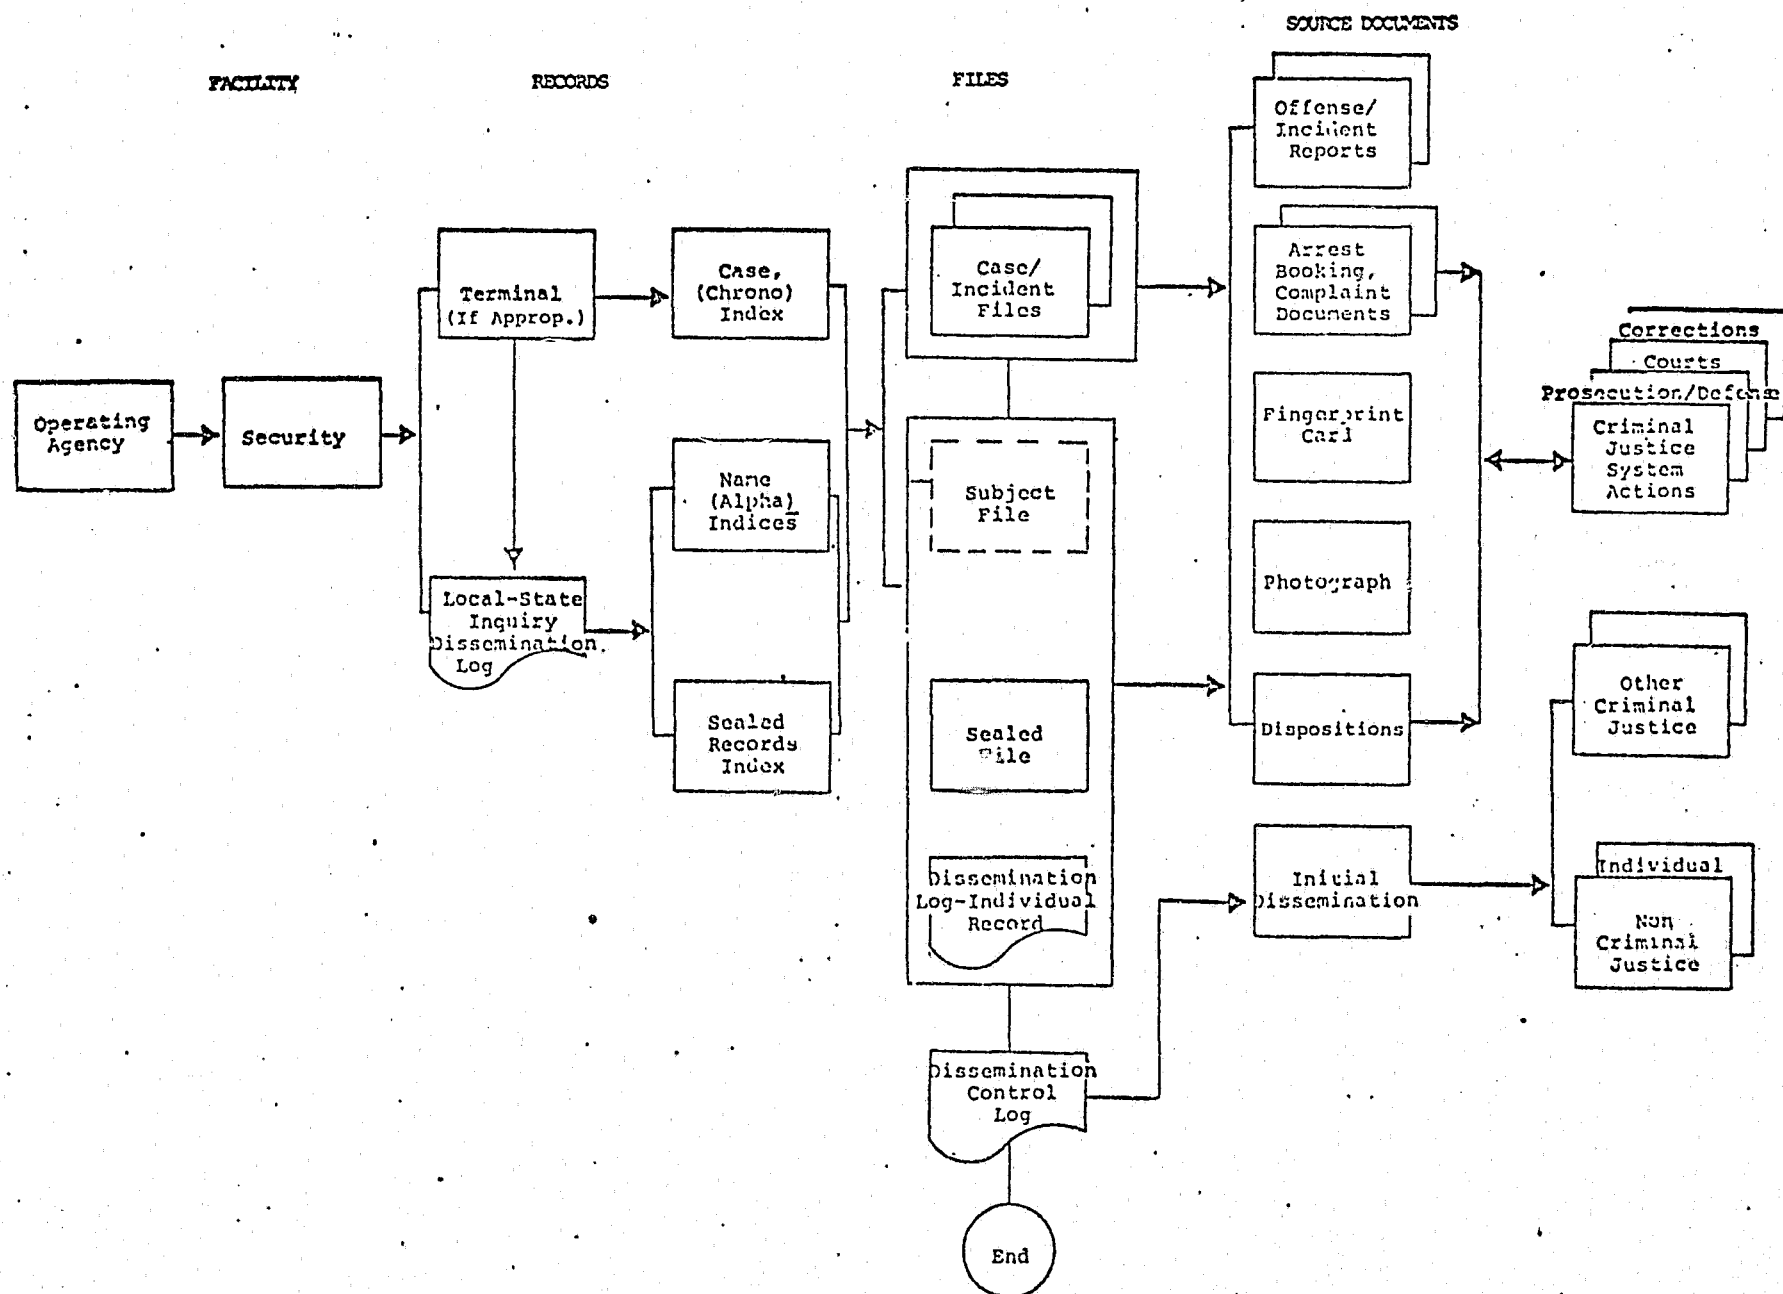 SOURCE DOCUMENTS
FACILITY
RECORDS
FILES
Offense/
Incident
Reports
Case/
Incident
Files
Arrest
Booking,
Complaint
Documents
Terminal
(If Approp.)
Case,
(Chrono)
Index
Corrections
Courts
Prosecution/Defense
Criminal
Justice
System
Actions
Operating
Agency
Security
Name
(Alpha)
Indices
Subject
File
Fingerprint
Card
Photograph
Local-State
Inquiry
Dissemination
Log
Sealed
Records
Index
Sealed
File
Dispositions
Other
Criminal
Justice
Dissemination
Log-Individual
Record
Initial
Dissemination
Individual
Non
Criminal
Justice
Dissemination
Control
Log
End